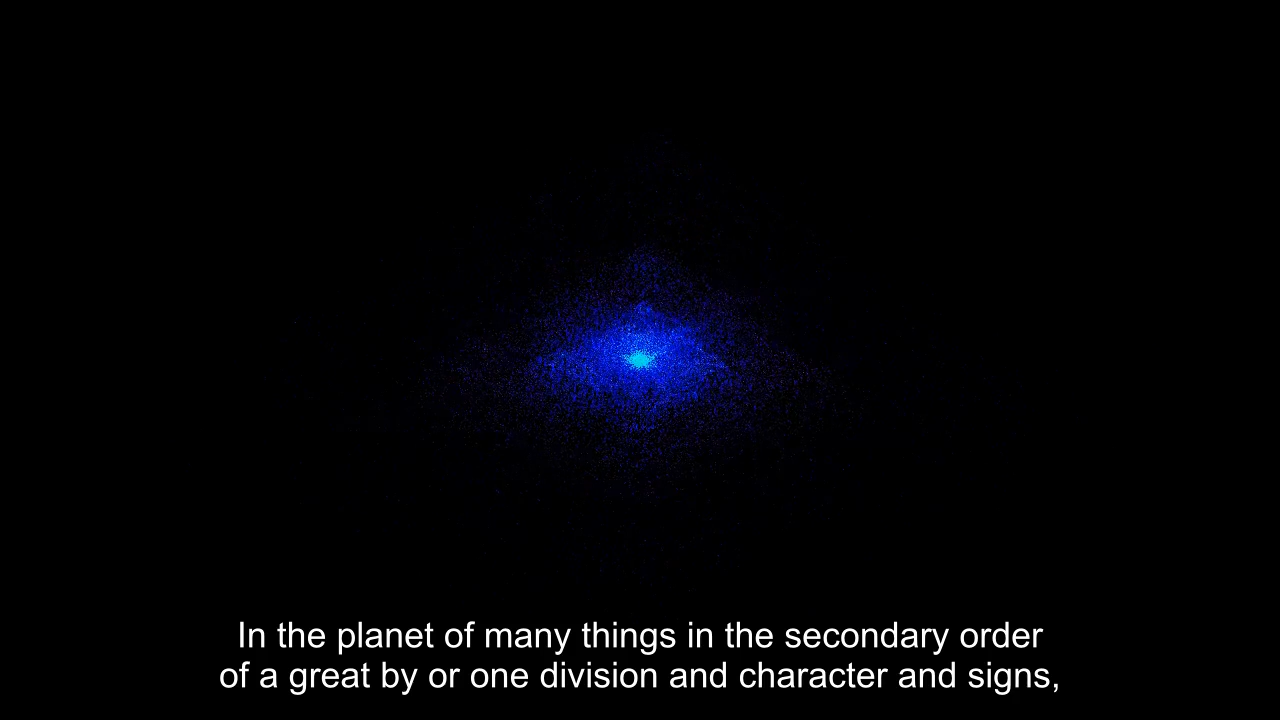 In the planet of many things in the secondary order
of a great by or one division and character and signs,